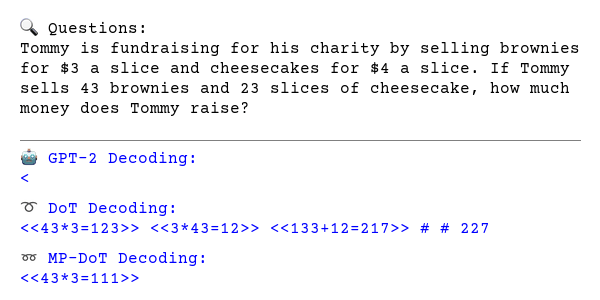 🔍 Questions:
Tommy is fundraising for his charity by selling brownies
for $3 a slice and cheesecakes for $4 a slice. If Tommy
sells 43 brownies and 23 slices of cheesecake, how much
money does Tommy raise?
🤖 GPT-2 Decoding:
<
➰ DoT Decoding:
<<43*3=123>> <<3*43=12>> <<133+12=217>> # # 227
➿ MP-DoT Decoding:
<<43*3=111>>